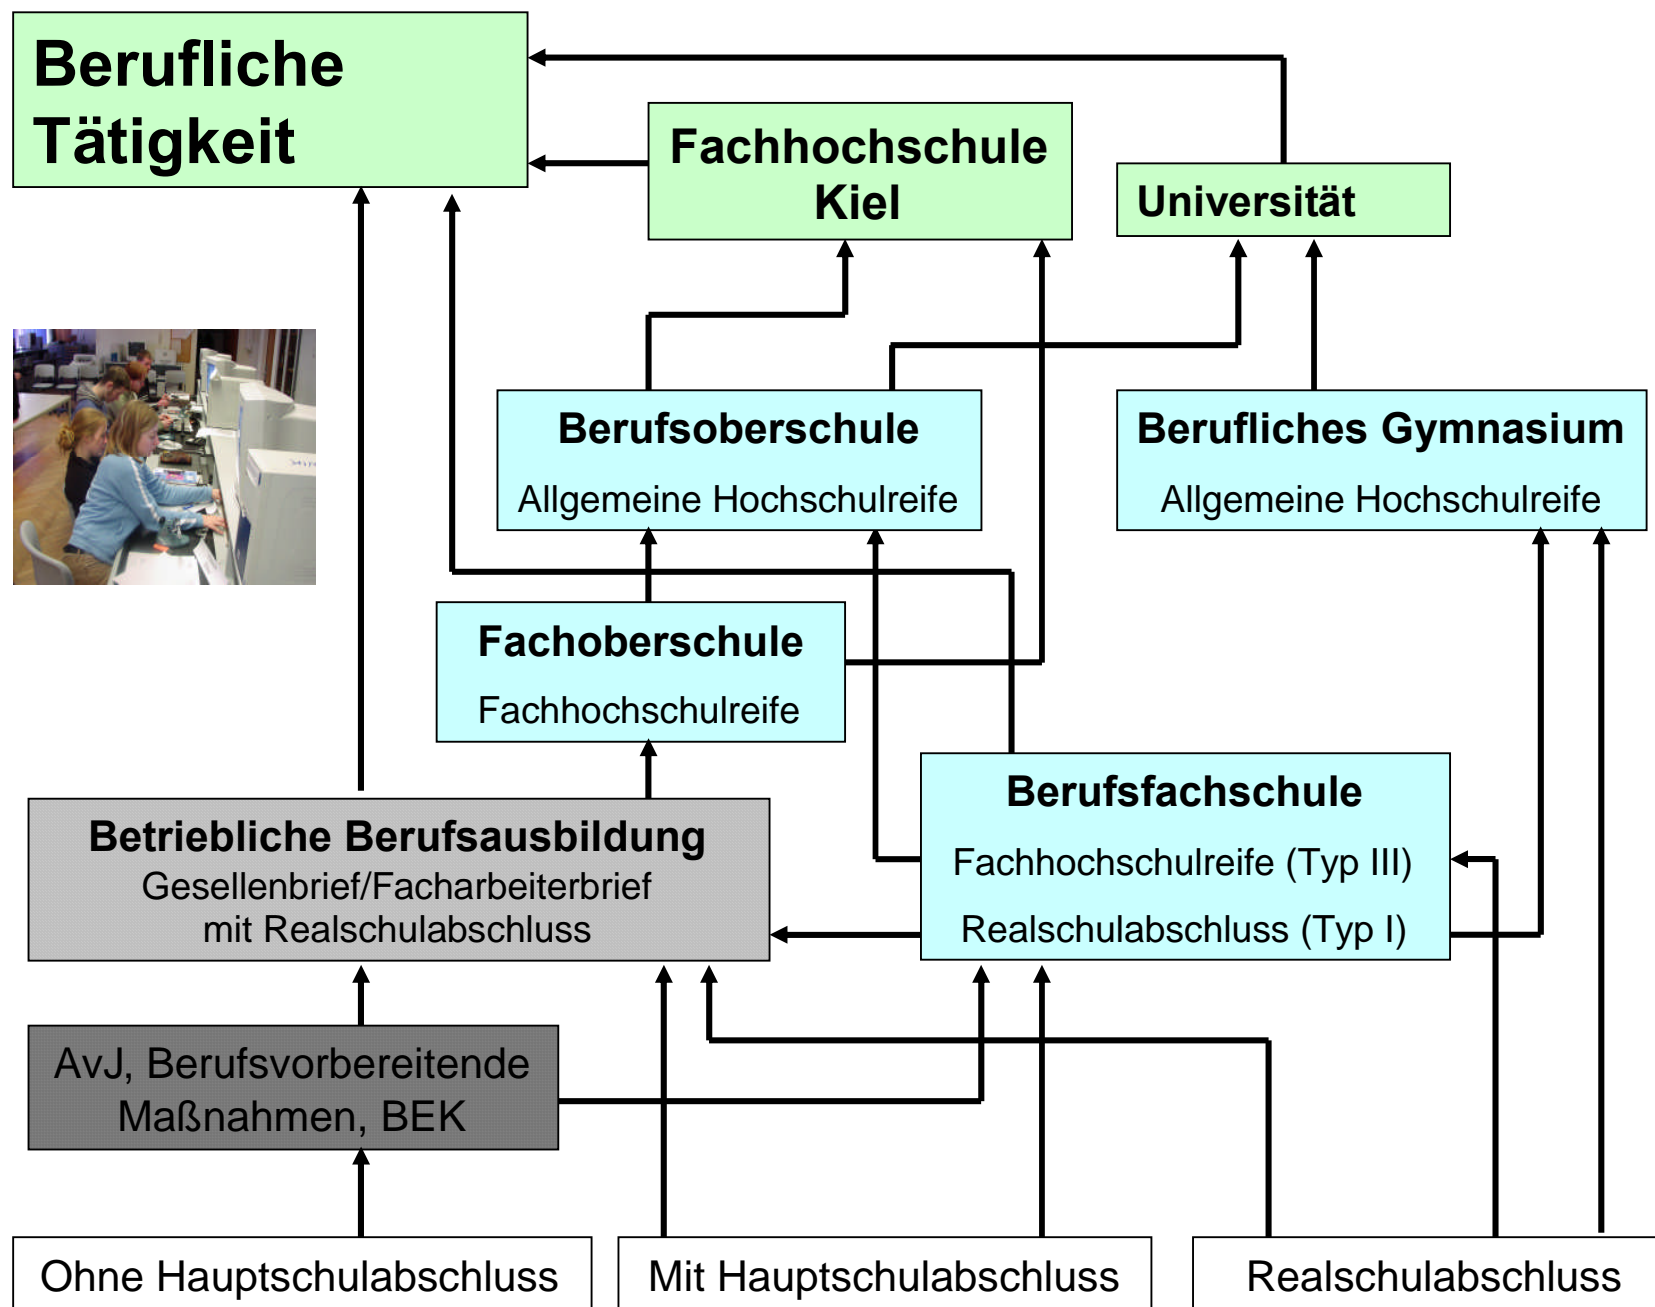 Berufliche
Tätigkeit
Fachhochschule
Kiel
Universität
Berufsoberschule
Allgemeine Hochschulreife
Berufliches Gymnasium
Allgemeine Hochschulreife
Fachoberschule
Fachhochschulreife
Berufsfachschule
Fachhochschulreife (Typ III)
Realschulabschluss (Typ I)
Betriebliche Berufsausbildung
Gesellenbrief/Facharbeiterbrief
mit Realschulabschluss
AvJ, Berufsvorbereitende
Maßnahmen, BEK
Ohne Hauptschulabschluss
Mit Hauptschulabschluss
Realschulabschluss